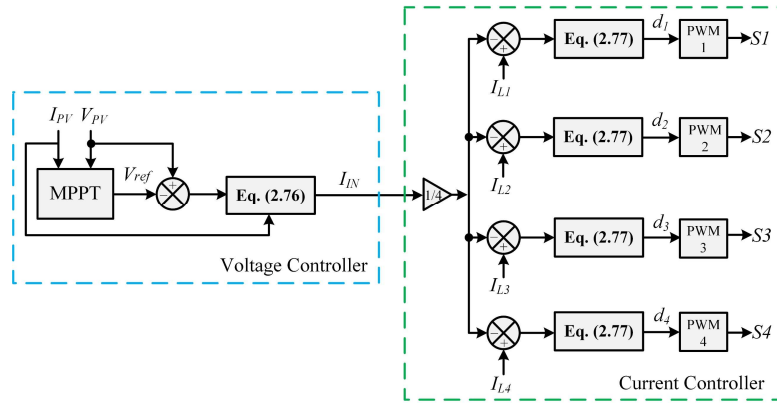 I_PV V_PV
MPPT
V_ref
+
−
Eq. (2.76)
I_IN
Voltage Controller
1/4
−
+
I_L1
Eq. (2.77)
d_1
PWM
1
S1
−
+
I_L2
Eq. (2.77)
d_2
PWM
2
S2
−
+
I_L3
Eq. (2.77)
d_3
PWM
3
S3
−
+
I_L4
Eq. (2.77)
d_4
PWM
4
S4
Current Controller